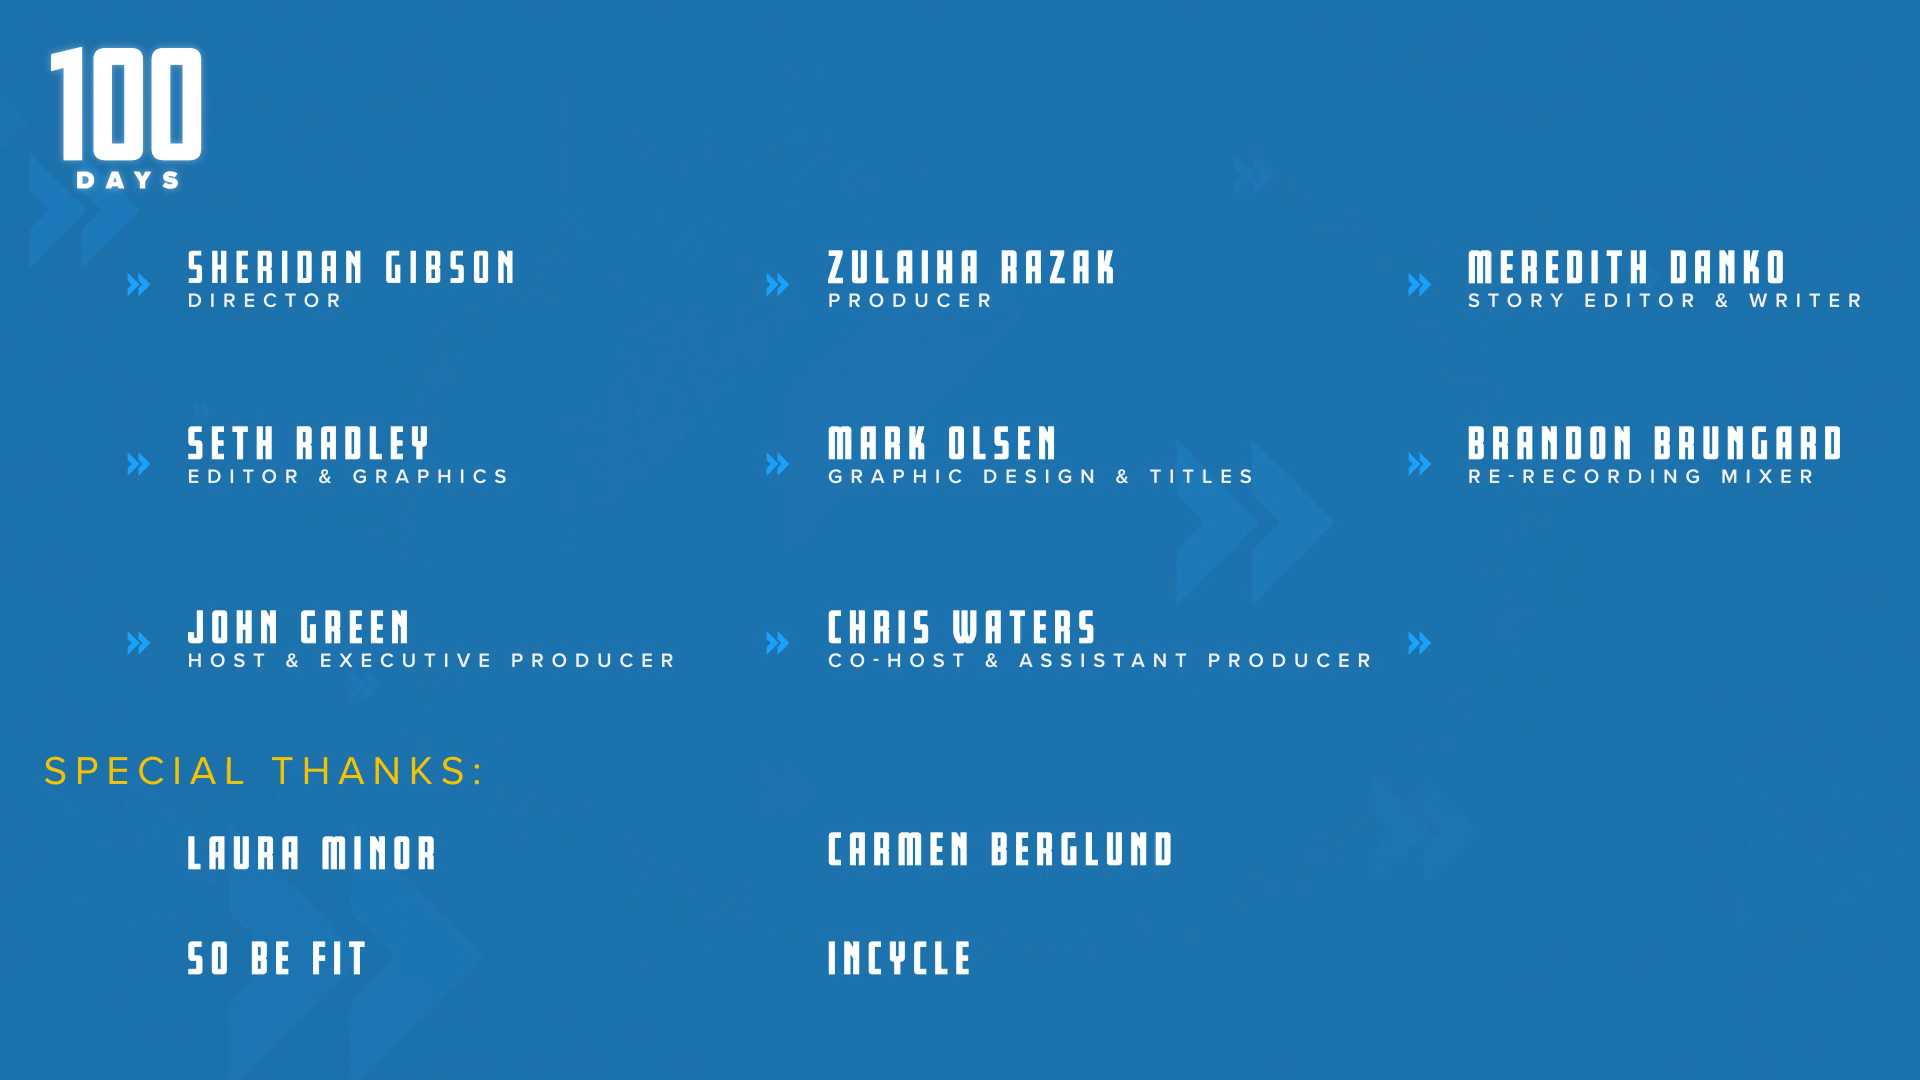 100
DAYS
SHERIDAN GIBSON
DIRECTOR
ZULAIHA RAZAK
PRODUCER
MEREDITH DANKO
STORY EDITOR & WRITER
SETH RADLEY
EDITOR & GRAPHICS
MARK OLSEN
GRAPHIC DESIGN & TITLES
BRANDON BRUNGARD
RE-RECORDING MIXER
JOHN GREEN
HOST & EXECUTIVE PRODUCER
CHRIS WATERS
CO-HOST & ASSISTANT PRODUCER
SPECIAL THANKS:
LAURA MINOR
CARMEN BERGLUND
SO BE FIT
INCYCLE